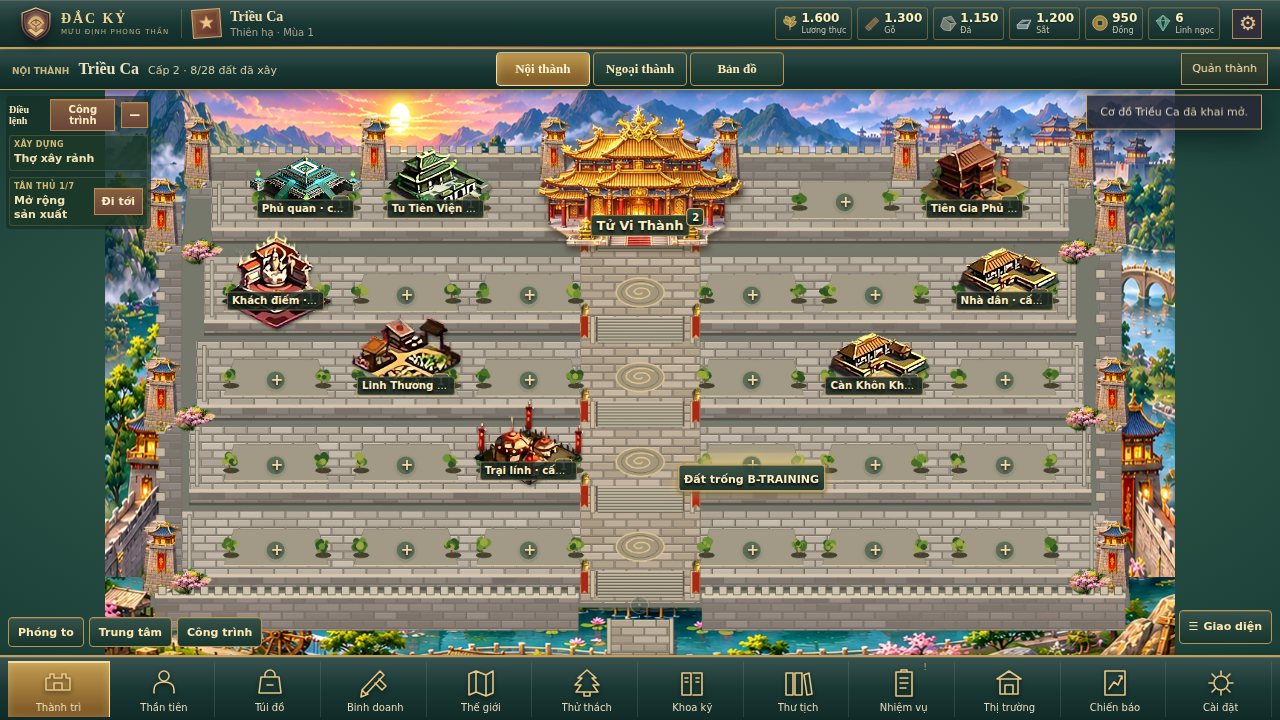 ĐẮC KỶ
MƯU ĐỊNH PHONG THẦN
Triều Ca
Thiên hạ · Mùa 1
1.600
Lương thực
1.300
Gỗ
1.150
Đá
1.200
Sắt
950
Đồng
6
Linh ngọc
NỘI THÀNH Triều Ca Cấp 2 · 8/28 đất đã xây
Nội thành
Ngoại thành
Bản đồ
Quản thành
Điều lệnh
Công trình
−
XÂY DỰNG
Thợ xây rảnh
TÂN THỦ 1/7
Mở rộng sản xuất
Đi tới
Cơ đồ Triều Ca đã khai mở.
Phủ quan · c...
Tu Tiên Viện ...
Tử Vi Thành
2
Tiên Gia Phủ ...
Khách điếm ·...
Nhà dân · cấ...
Linh Thương ...
Càn Khôn Kh...
Trại lính · cấ...
Đất trống B-TRAINING
Phóng to
Trung tâm
Công trình
☰ Giao diện
Thành trì
Thần tiên
Túi đồ
Binh doanh
Thế giới
Thử thách
Khoa kỹ
Thư tịch
!
Nhiệm vụ
Thị trường
Chiến báo
Cài đặt